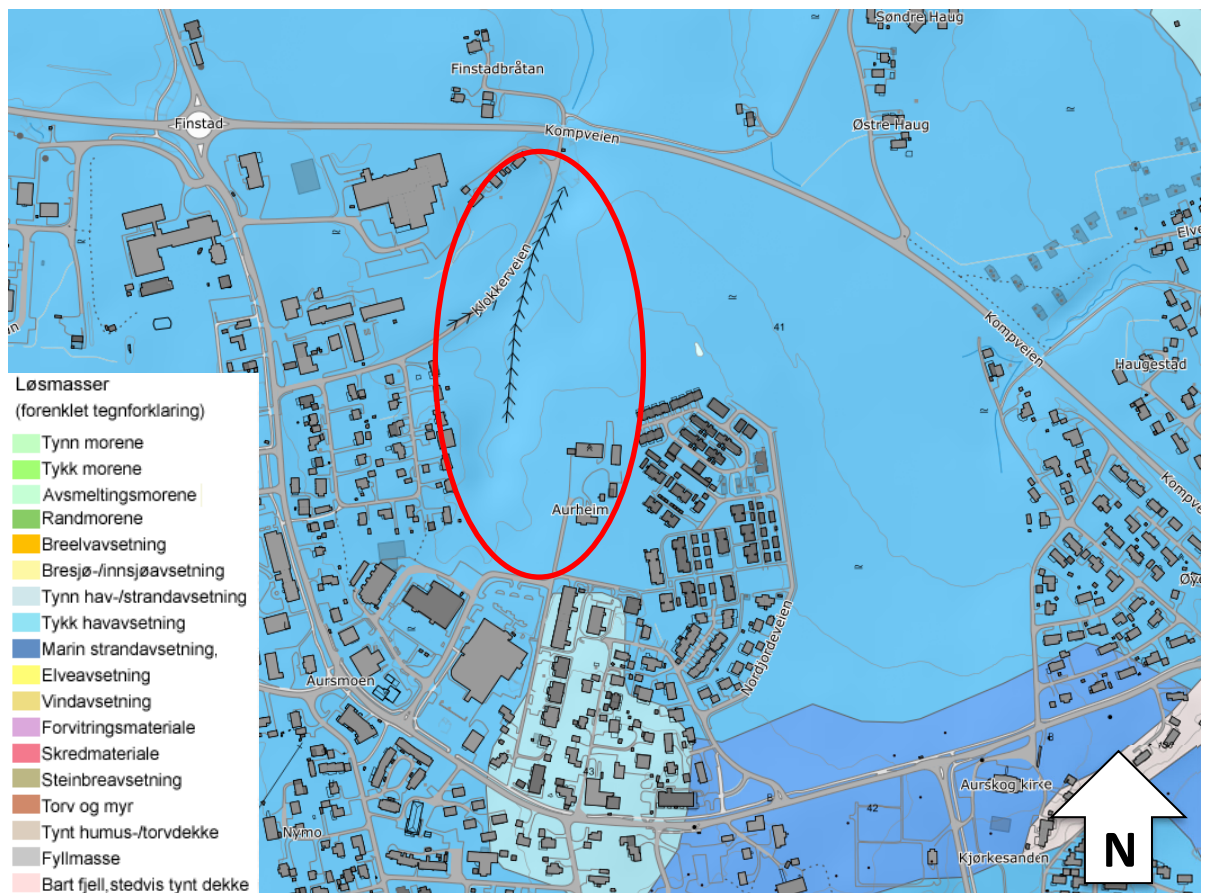 Søndre Haug
Finstadbråtan
Finstad
Kompveien
Østre Haug
Klokkerveien
41
Kompveien
Haugestad
Kompveien
Aurheim
Nordjordeveien
Aursmoen
43
Aurskog kirke
42
Nymo
Kjørkesanden
N
Løsmasser
(forenklet tegnforklaring)
Tynn morene
Tykk morene
Avsmeltingsmorene
Randmorene
Breelvavsetning
Bresjø-/innsjøavsetning
Tynn hav-/strandavsetning
Tykk havavsetning
Marin strandavsetning,
Elveavsetning
Vindavsetning
Forvitringsmateriale
Skredmateriale
Steinbreavsetning
Torv og myr
Tynt humus-/torvdekke
Fyllmasse
Bart fjell,stedvis tynt dekke